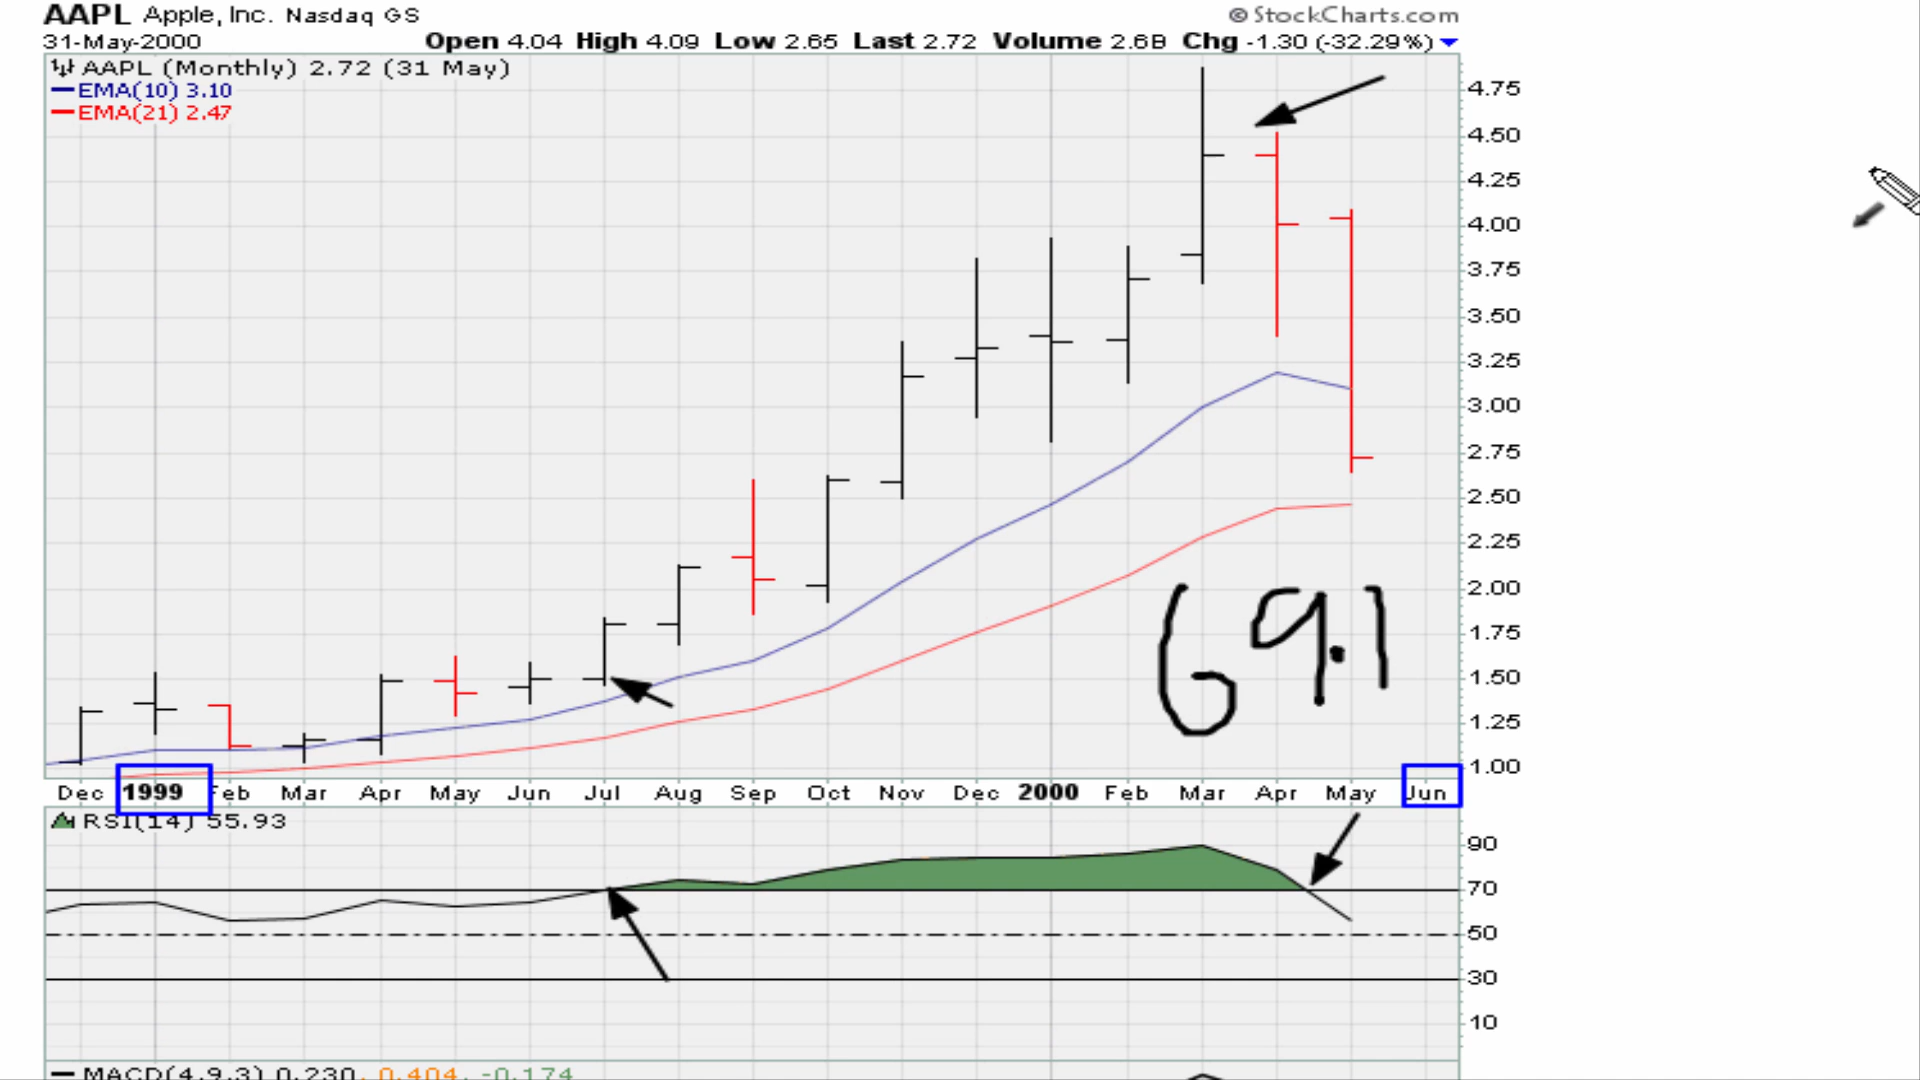 AAPL Apple, Inc. Nasdaq GS © StockCharts.com
31-May-2000 Open 4.04 High 4.09 Low 2.65 Last 2.72 Volume 2.6B Chg -1.30 (-32.29%)
AAPL (Monthly) 2.72 (31 May)
EMA(10) 3.10
EMA(21) 2.47
4.75
4.50
4.25
4.00
3.75
3.50
3.25
3.00
2.75
2.50
2.25
2.00
1.75
1.50
1.25
1.00
69.1
Dec 1999 Feb Mar Apr May Jun Jul Aug Sep Oct Nov Dec 2000 Feb Mar Apr May Jun
RSI(14) 55.93
90
70
50
30
10
MACD(4,9,3) 0.230, 0.404, -0.174